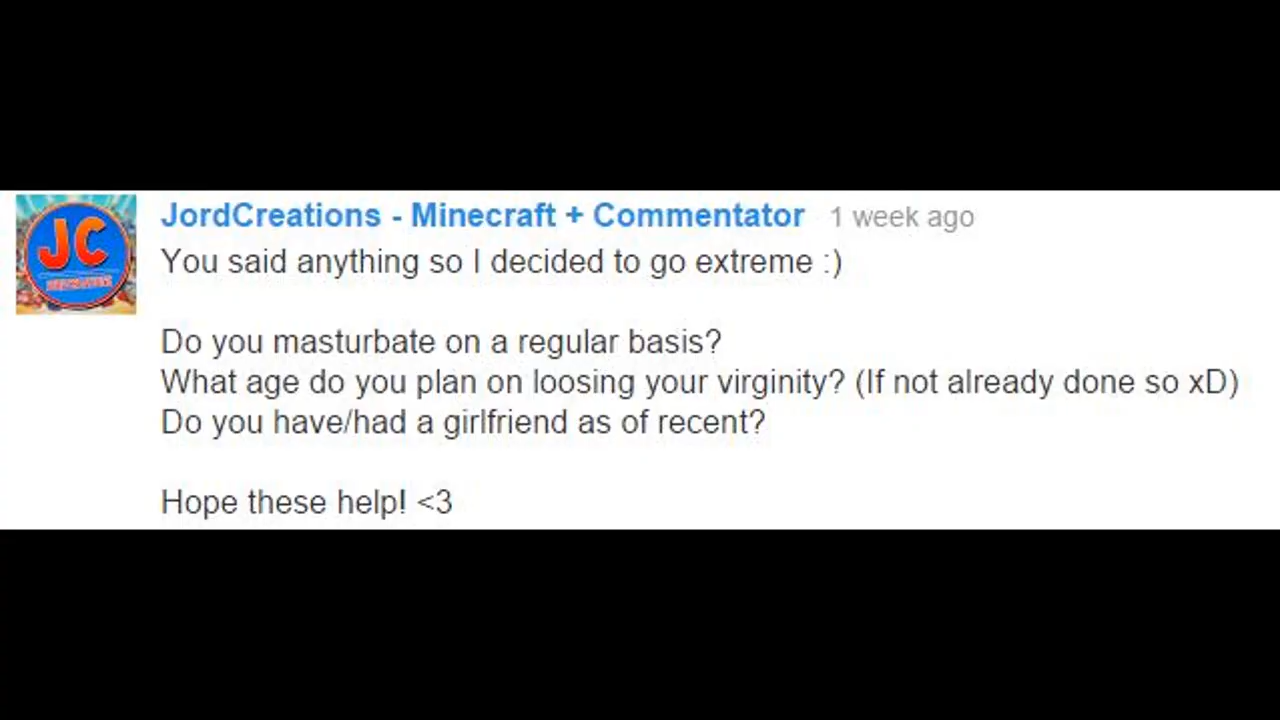 JC
JordCreations - Minecraft + Commentator 1 week ago
You said anything so I decided to go extreme :)
Do you masturbate on a regular basis?
What age do you plan on loosing your virginity? (If not already done so xD)
Do you have/had a girlfriend as of recent?
Hope these help! <3